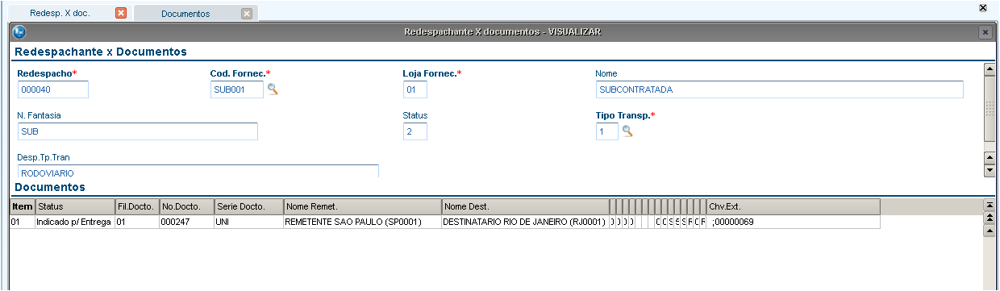 Redesp. X doc. Documentos
Redespachante X documentos - VISUALIZAR
Redespachante x Documentos
Redespacho* Cod. Fornec.* Loja Fornec.* Nome
000040 SUB001 01 SUBCONTRATADA
N. Fantasia Status Tipo Transp.*
SUB 2 1
Desp.Tp.Tran
RODOVIARIO
Documentos
Item Status Fil.Docto. No.Docto. Serie Docto. Nome Remet. Nome Dest. Chv.Ext.
01 Indicado p/ Entrega 01 000247 UNI REMETENTE SAO PAULO (SP0001) DESTINATARIO RIO DE JANEIRO (RJ0001) ;00000069